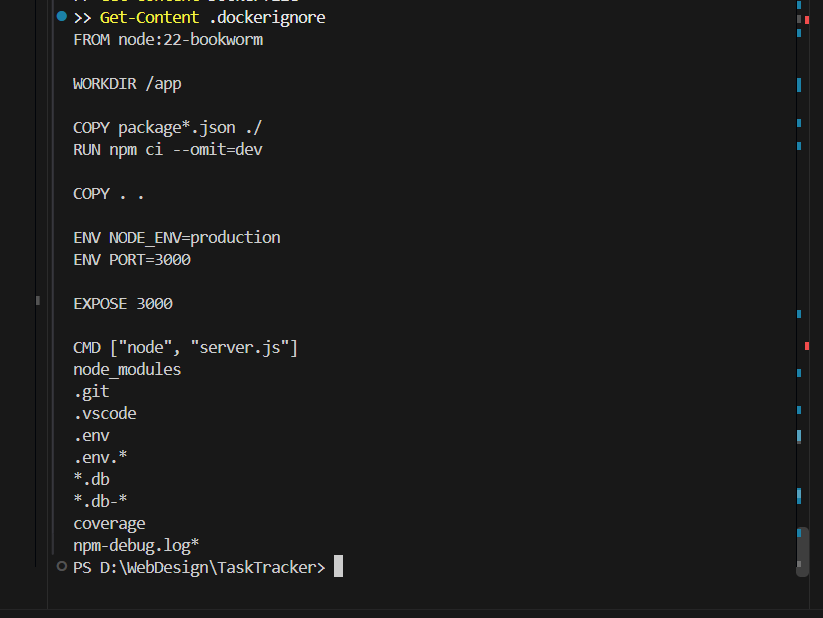 >> Get-Content .dockerignore
FROM node:22-bookworm
WORKDIR /app
COPY package*.json ./
RUN npm ci --omit=dev
COPY . .
ENV NODE_ENV=production
ENV PORT=3000
EXPOSE 3000
CMD ["node", "server.js"]
node_modules
.git
.vscode
.env
.env.*
*.db
*.db-*
coverage
npm-debug.log*
PS D:\WebDesign\TaskTracker>